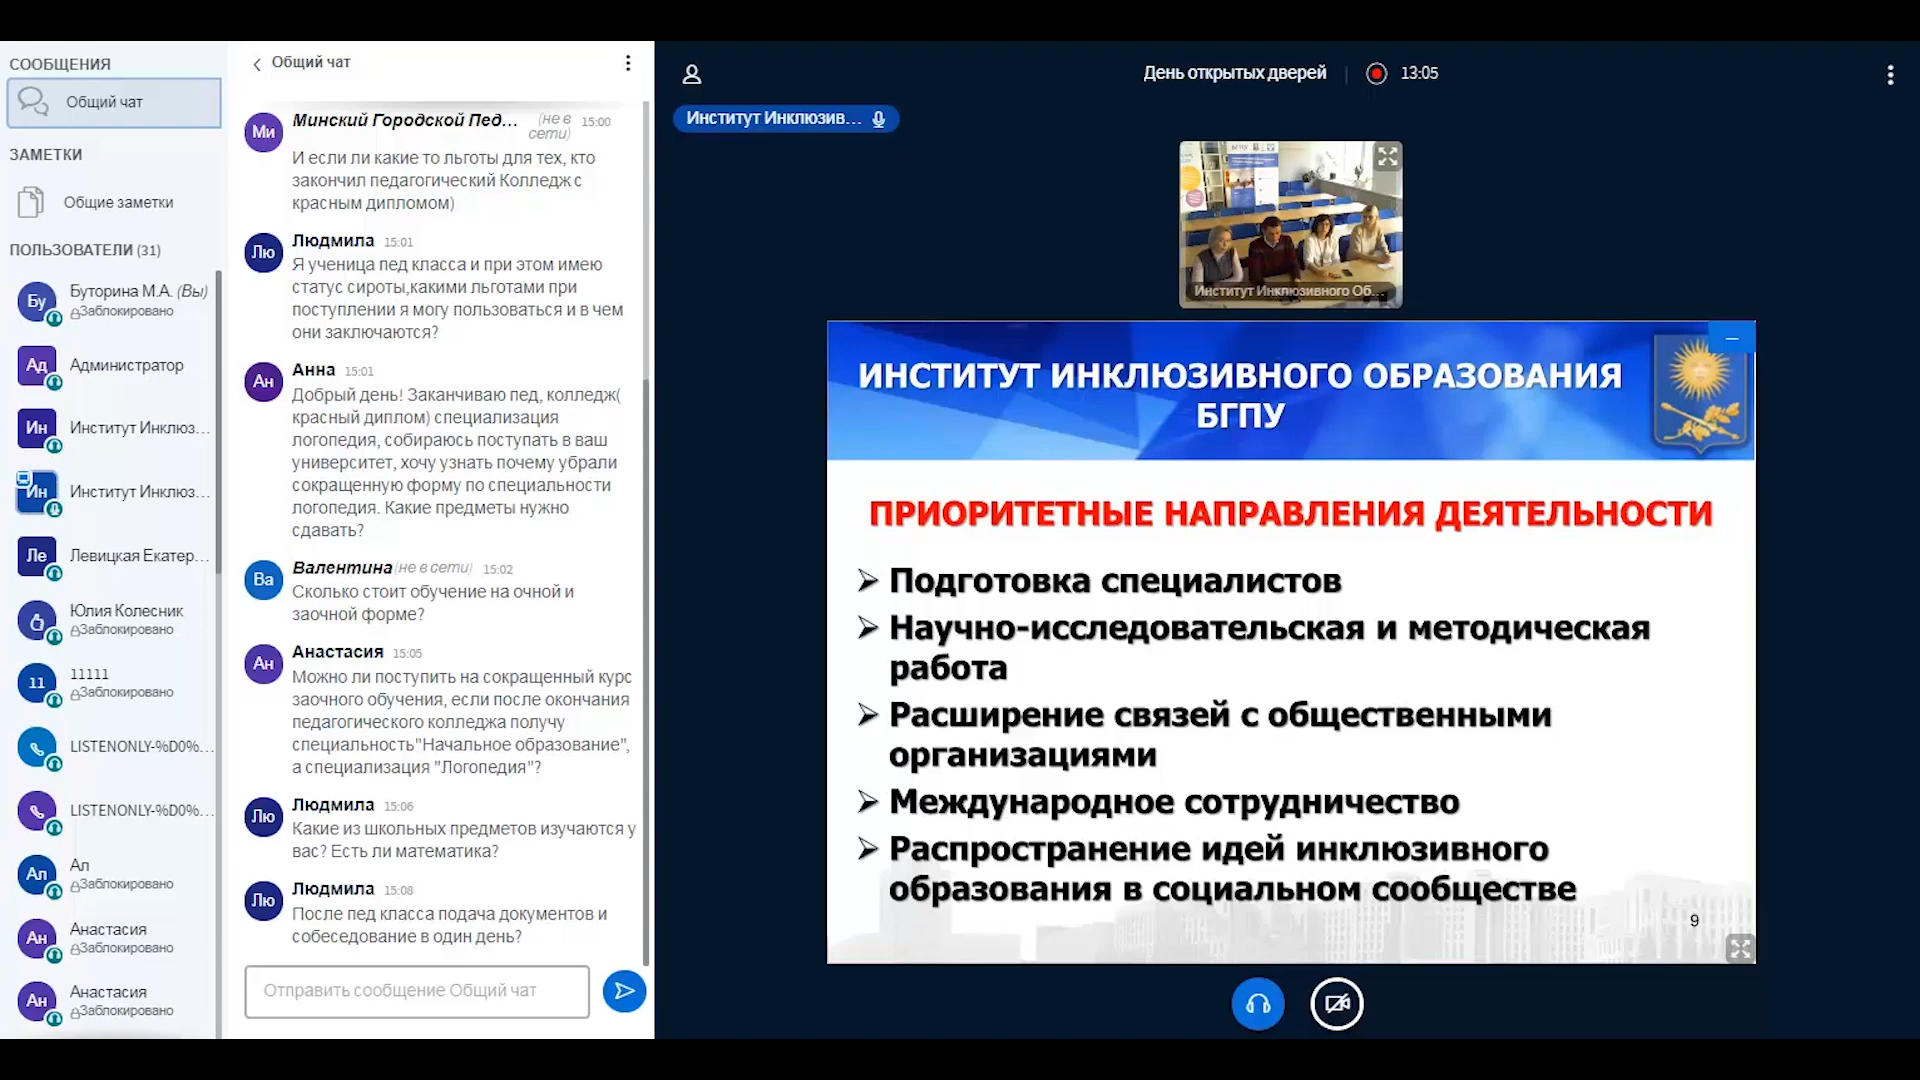 СООБЩЕНИЯ
Общий чат
ЗАМЕТКИ
Общие заметки
ПОЛЬЗОВАТЕЛИ (31)
Бу
Буторина М.А. (Вы)
Заблокировано
Ад
Администратор
Ин
Институт Инклюз...
Ин
Институт Инклюз...
Ле
Левицкая Екатер...
Юлия Колесник
Заблокировано
11
11111
Заблокировано
LISTENONLY-%D0%...
LISTENONLY-%D0%...
Ал
Ал
Заблокировано
Ан
Анастасия
Заблокировано
Ан
Анастасия
Заблокировано
Общий чат
Ми
Минский Городской Пед... (не в сети) 15:00
И если ли какие то льготы для тех, кто
закончил педагогический Колледж с
красным дипломом)
Лю
Людмила 15:01
Я ученица пед класса и при этом имею
статус сироты,какими льготами при
поступлении я могу пользоваться и в чем
они заключаются?
Ан
Анна 15:01
Добрый день! Заканчиваю пед, колледж(
красный диплом) специализация
логопедия, собираюсь поступать в ваш
университет, хочу узнать почему убрали
сокращенную форму по специальности
логопедия. Какие предметы нужно
сдавать?
Ва
Валентина (не в сети) 15:02
Сколько стоит обучение на очной и
заочной форме?
Ан
Анастасия 15:05
Можно ли поступить на сокращенный курс
заочного обучения, если после окончания
педагогического колледжа получу
специальность"Начальное образование",
а специализация "Логопедия"?
Лю
Людмила 15:06
Какие из школьных предметов изучаются у
вас? Есть ли математика?
Лю
Людмила 15:08
После пед класса подача документов и
собеседование в один день?
Отправить сообщение Общий чат
День открытых дверей 13:05
Институт Инклюзив...
Институт Инклюзивного Об...
ИНСТИТУТ ИНКЛЮЗИВНОГО ОБРАЗОВАНИЯ
БГПУ
ПРИОРИТЕТНЫЕ НАПРАВЛЕНИЯ ДЕЯТЕЛЬНОСТИ
Подготовка специалистов
Научно-исследовательская и методическая
работа
Расширение связей с общественными
организациями
Международное сотрудничество
Распространение идей инклюзивного
образования в социальном сообществе
9